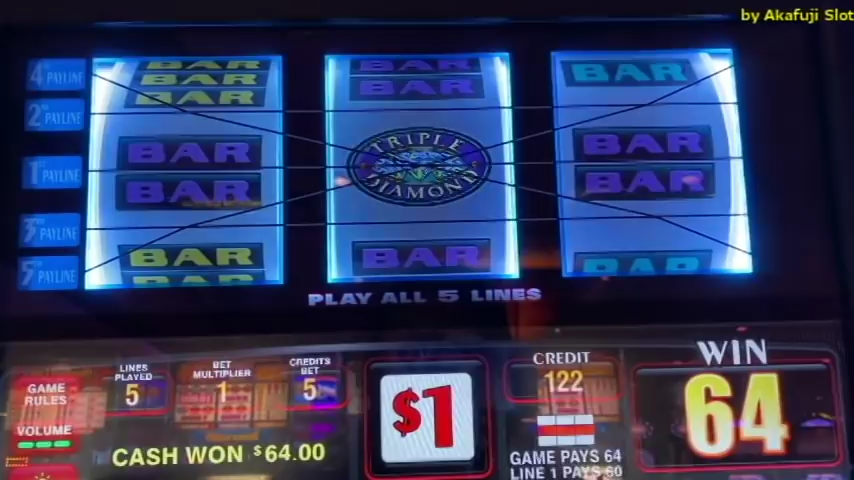 by Akafuji Slot
4th PAYLINE
2nd PAYLINE
1st PAYLINE
3rd PAYLINE
5th PAYLINE
BAR
BAR
BAR
BAR
BAR
BAR
BAR
BAR
BAR
TRIPLE
DIAMOND
BAR
BAR
BAR
BAR
BAR
PLAY ALL 5 LINES
GAME
RULES
VOLUME
LINES
PLAYED
5
BET
MULTIPLIER
1
CREDITS
BET
5
CASH WON $64.00
$1
CREDIT
122
GAME PAYS 64
LINE 1 PAYS 60
WIN
64